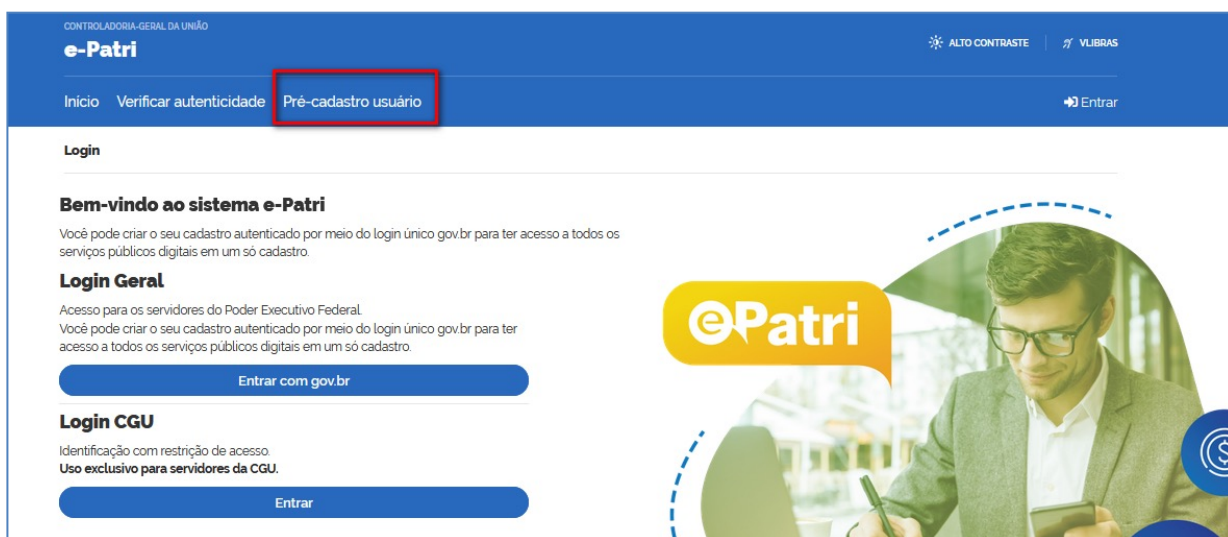 CONTROLADORIA-GERAL DA UNIÃO
e-Patri
ALTO CONTRASTE
VLIBRAS
Início Verificar autenticidade Pré-cadastro usuário
Entrar
Login
Bem-vindo ao sistema e-Patri
Você pode criar o seu cadastro autenticado por meio do login único gov.br para ter acesso a todos os
serviços públicos digitais em um só cadastro.
Login Geral
Acesso para os servidores do Poder Executivo Federal.
Você pode criar o seu cadastro autenticado por meio do login único gov.br para ter
acesso a todos os serviços públicos digitais em um só cadastro.
Entrar com gov.br
Login CGU
Identificação com restrição de acesso.
Uso exclusivo para servidores da CGU.
Entrar
ePatri
$